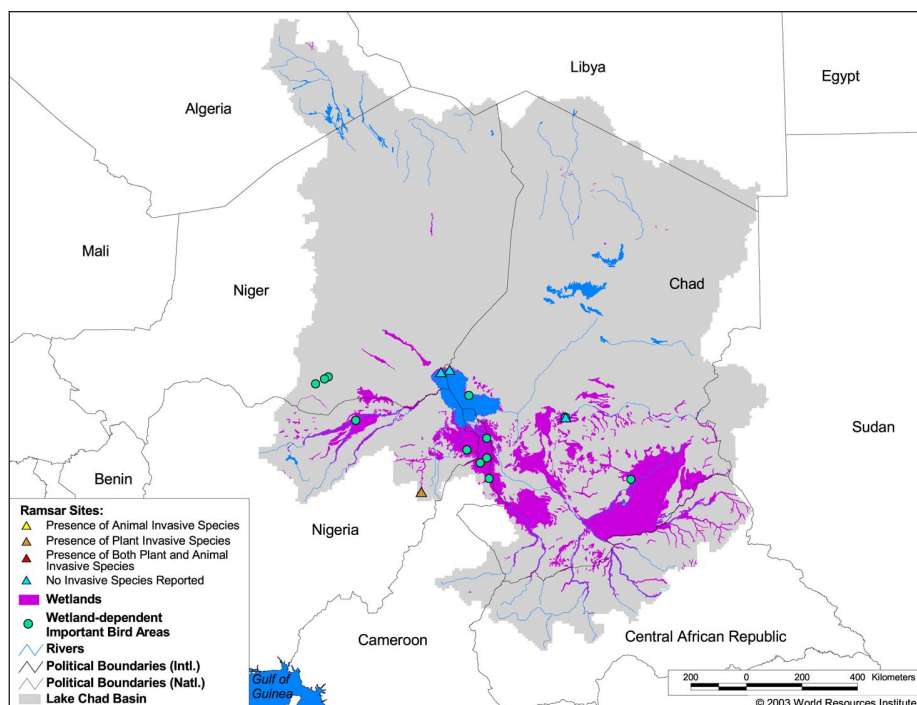 Libya
Egypt
Algeria
Mali
Niger
Chad
Sudan
Benin
Nigeria
Cameroon
Central African Republic
Gulf of
Guinea
Ramsar Sites:
Presence of Animal Invasive Species
Presence of Plant Invasive Species
Presence of Both Plant and Animal
Invasive Species
No Invasive Species Reported
Wetlands
Wetland-dependent
Important Bird Areas
Rivers
Political Boundaries (Intl.)
Political Boundaries (Natl.)
Lake Chad Basin
200 0 200 400 Kilometers
© 2003 World Resources Institute